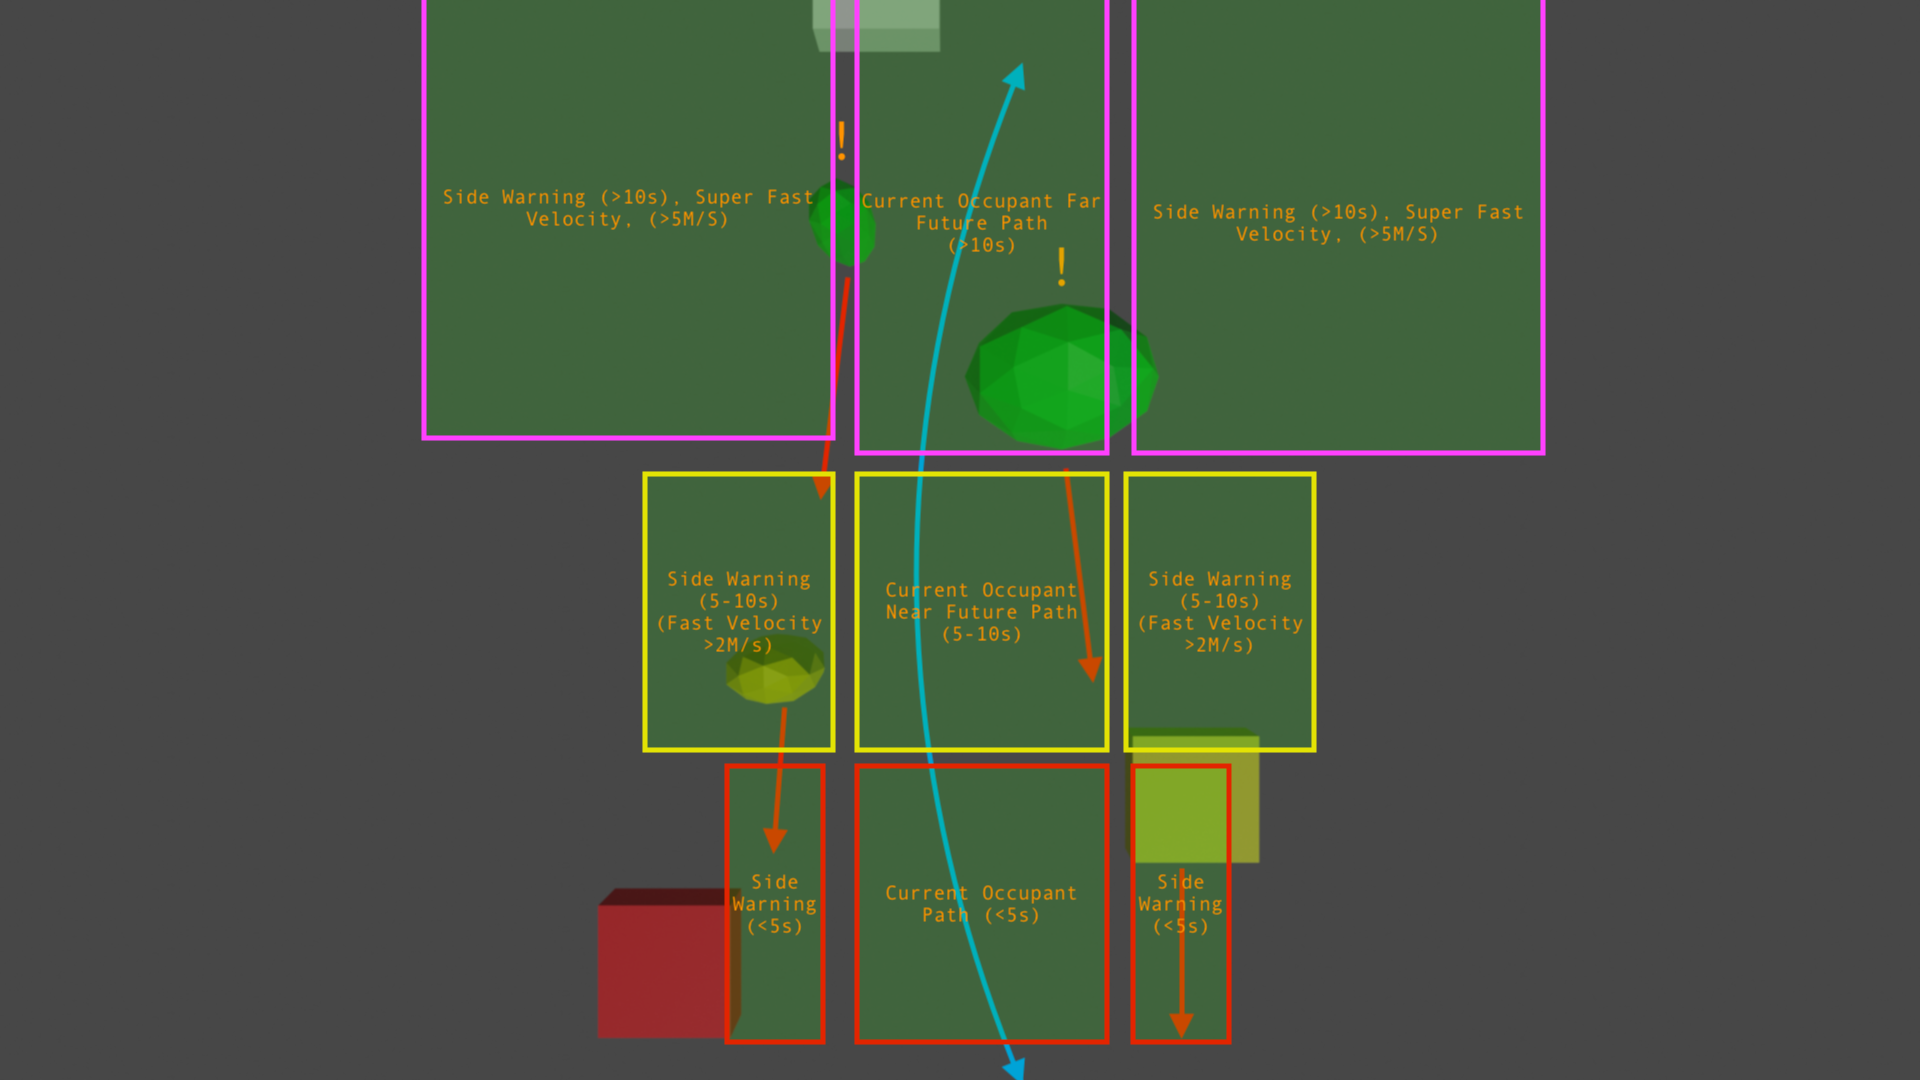 !
Side Warning (>10s), Super Fast
Velocity, (>5M/S)
Current Occupant Far
Future Path
(>10s)
Side Warning (>10s), Super Fast
Velocity, (>5M/S)
!
Side Warning
(5-10s)
(Fast Velocity
>2M/s)
Current Occupant
Near Future Path
(5-10s)
Side Warning
(5-10s)
(Fast Velocity
>2M/s)
Side
Warning
(<5s)
Current Occupant
Path (<5s)
Side
Warning
(<5s)